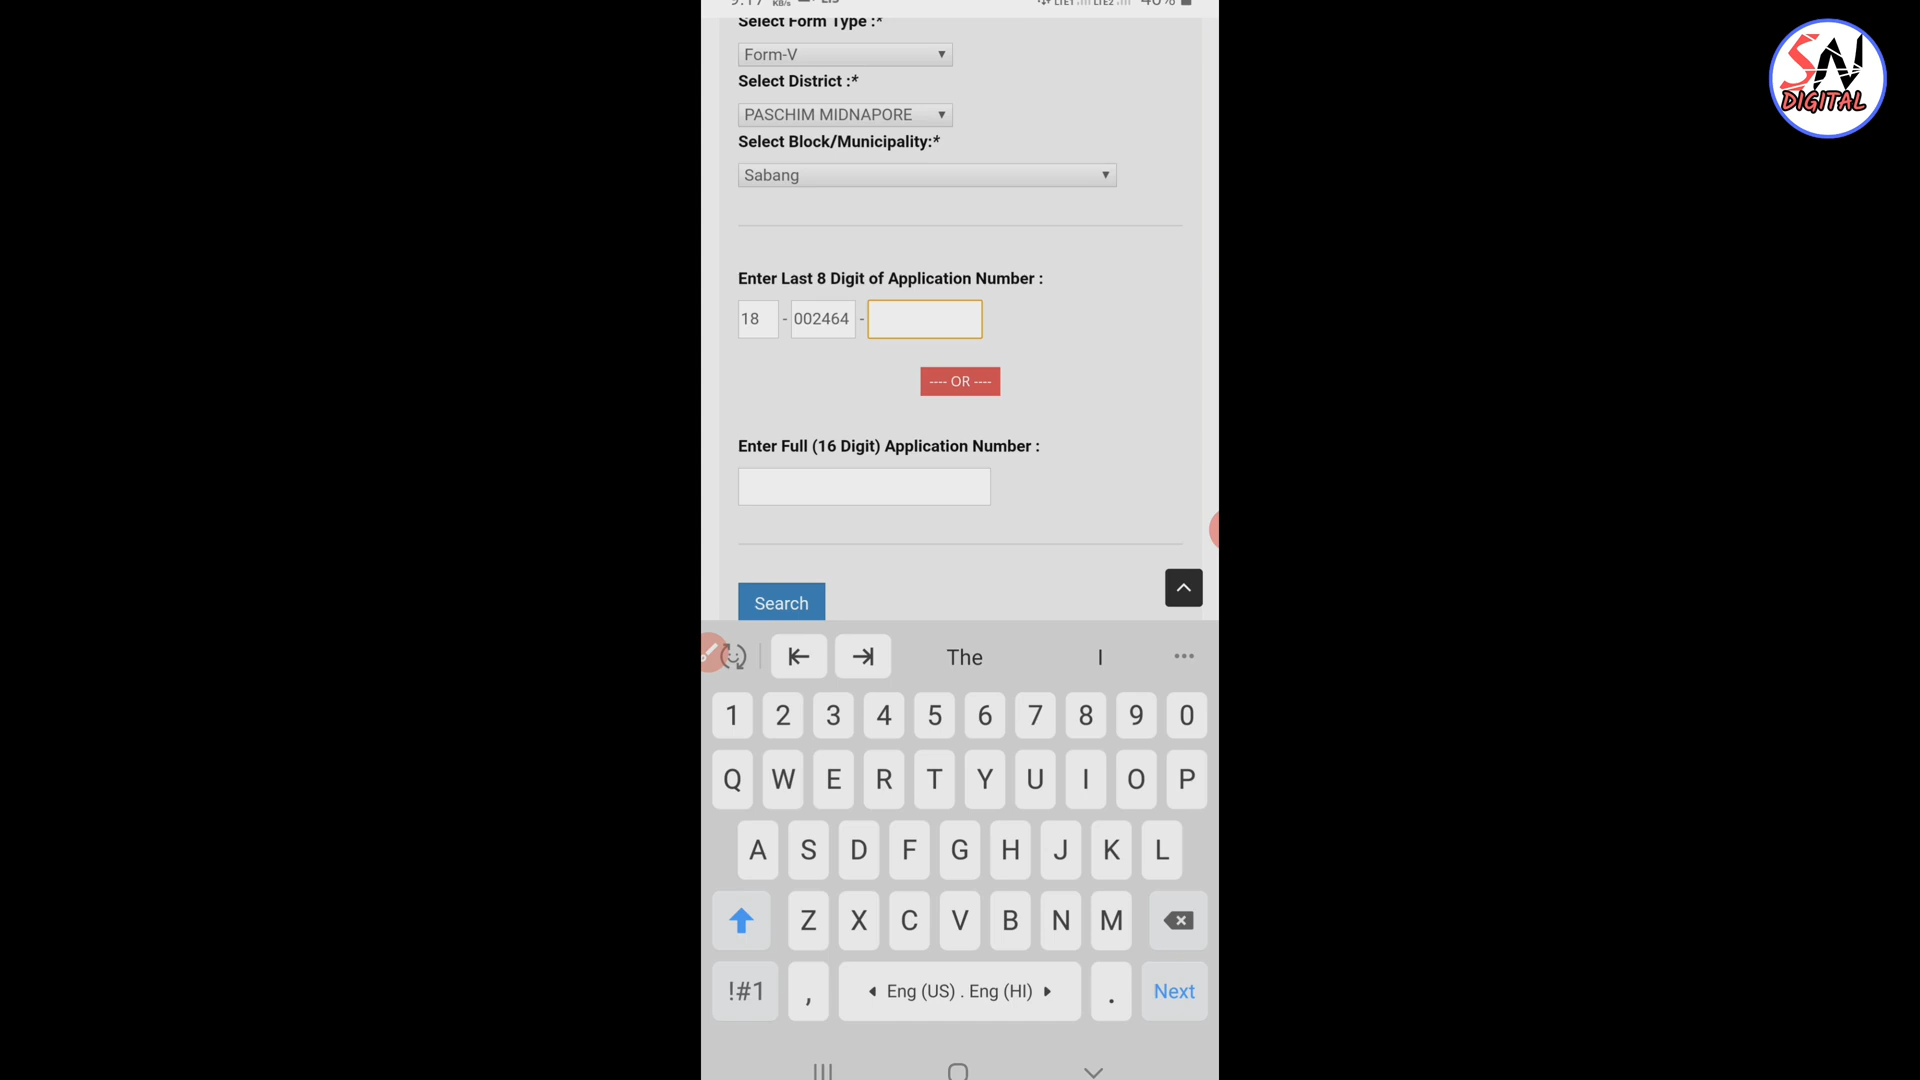 Select Form Type :*
Form-V
Select District :*
PASCHIM MIDNAPORE
Select Block/Municipality:*
Sabang
Enter Last 8 Digit of Application Number :
18 - 002464 -
---- OR ----
Enter Full (16 Digit) Application Number :
Search
The I
1 2 3 4 5 6 7 8 9 0
Q W E R T Y U I O P
A S D F G H J K L
Z X C V B N M
!#1 , Eng (US) . Eng (HI) . Next
SN
DIGITAL